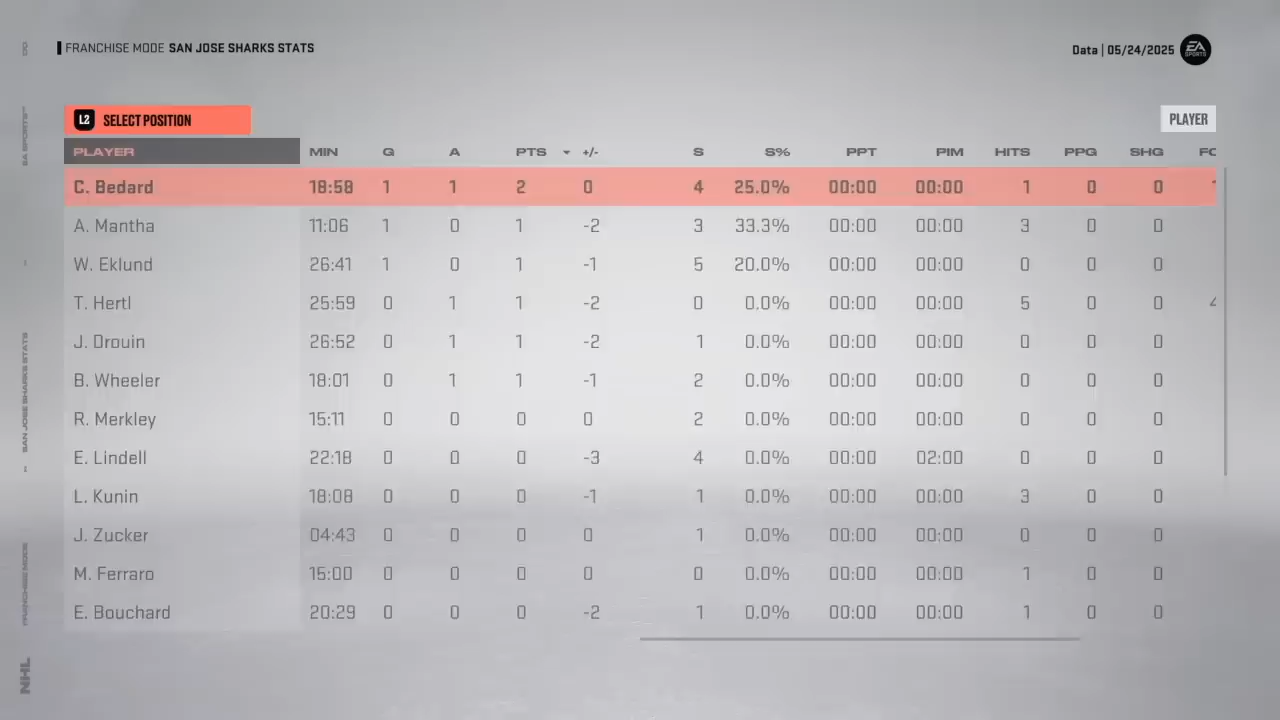 FRANCHISE MODE SAN JOSE SHARKS STATS
Data | 05/24/2025
EA SPORTS
L2 SELECT POSITION
PLAYER
PLAYER MIN G A PTS +/- S S% PPT PIM HITS PPG SHG
C. Bedard 18:58 1 1 2 0 4 25.0% 00:00 00:00 1 0 0
A. Mantha 11:06 1 0 1 -2 3 33.3% 00:00 00:00 3 0 0
W. Eklund 26:41 1 0 1 -1 5 20.0% 00:00 00:00 0 0 0
T. Hertl 25:59 0 1 1 -2 0 0.0% 00:00 00:00 5 0 0
J. Drouin 26:52 0 1 1 -2 1 0.0% 00:00 00:00 0 0 0
B. Wheeler 18:01 0 1 1 -1 2 0.0% 00:00 00:00 0 0 0
R. Merkley 15:11 0 0 0 0 2 0.0% 00:00 00:00 0 0 0
E. Lindell 22:18 0 0 0 -3 4 0.0% 00:00 02:00 0 0 0
L. Kunin 18:08 0 0 0 -1 1 0.0% 00:00 00:00 3 0 0
J. Zucker 04:43 0 0 0 0 1 0.0% 00:00 00:00 0 0 0
M. Ferraro 15:00 0 0 0 0 0 0.0% 00:00 00:00 1 0 0
E. Bouchard 20:29 0 0 0 -2 1 0.0% 00:00 00:00 1 0 0
EA SPORTS
SAN JOSE SHARKS STATS
FRANCHISE MODE
NHL